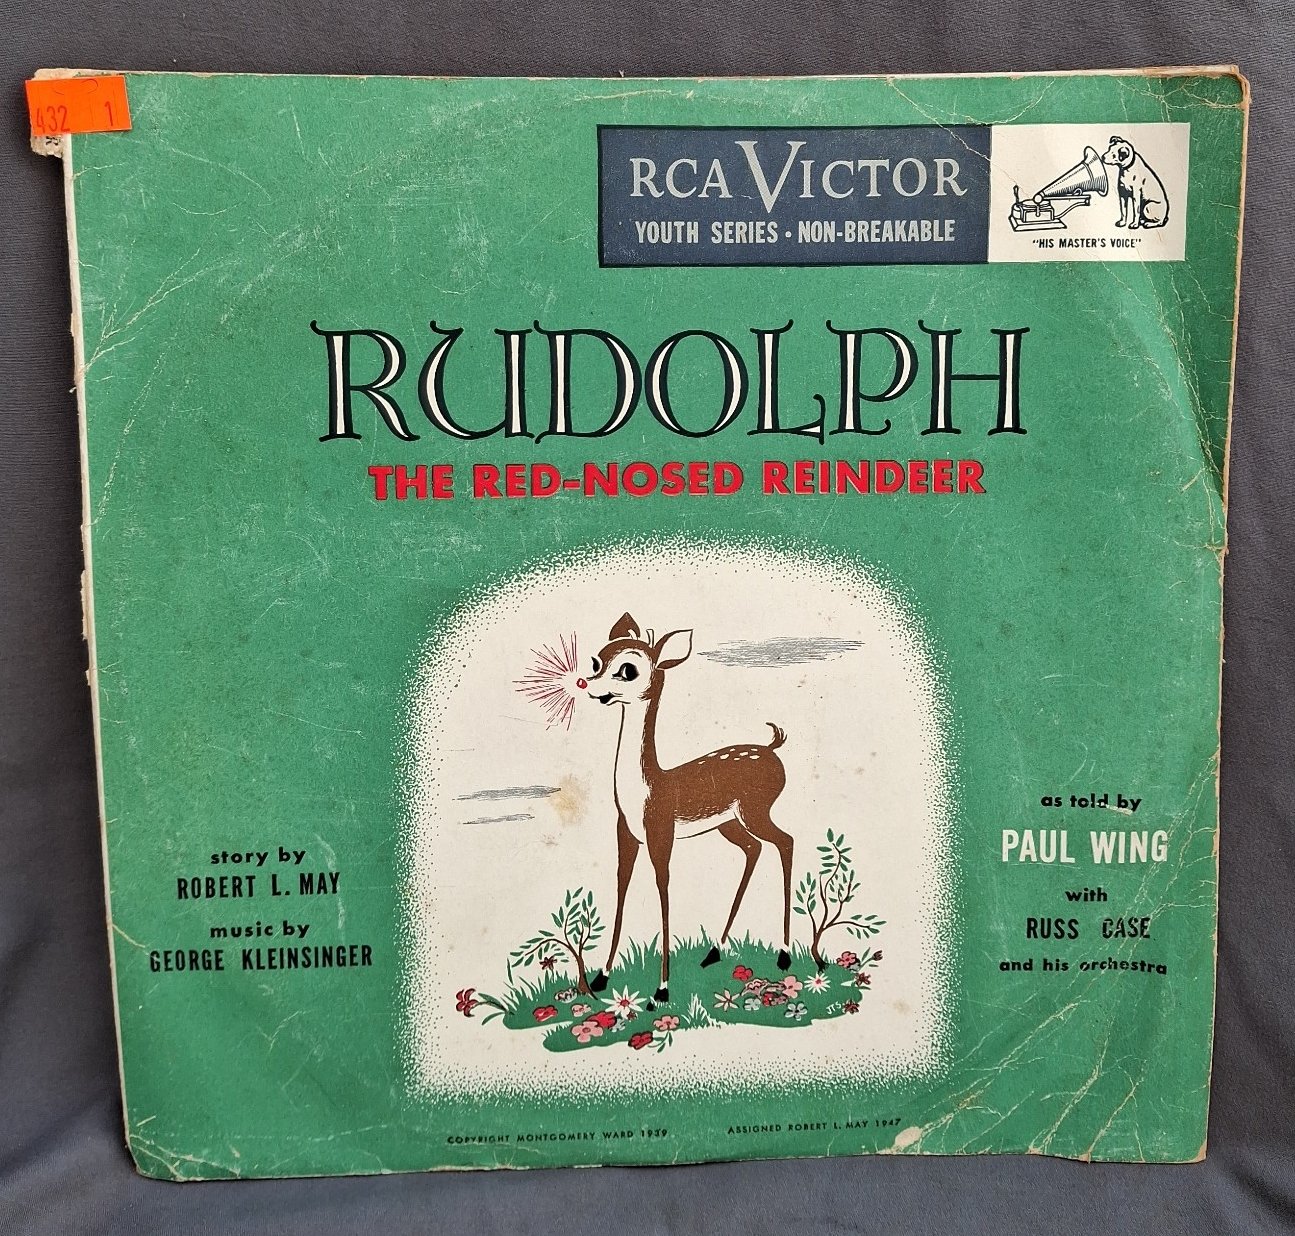 432 1
RCA VICTOR
YOUTH SERIES • NON-BREAKABLE
"HIS MASTER'S VOICE"
RUDOLPH
THE RED-NOSED REINDEER
as told by
PAUL WING
with
RUSS CASE
and his orchestra
story by
ROBERT L. MAY
music by
GEORGE KLEINSINGER
JTS
COPYRIGHT MONTGOMERY WARD 1939
ASSIGNED ROBERT L. MAY 1947